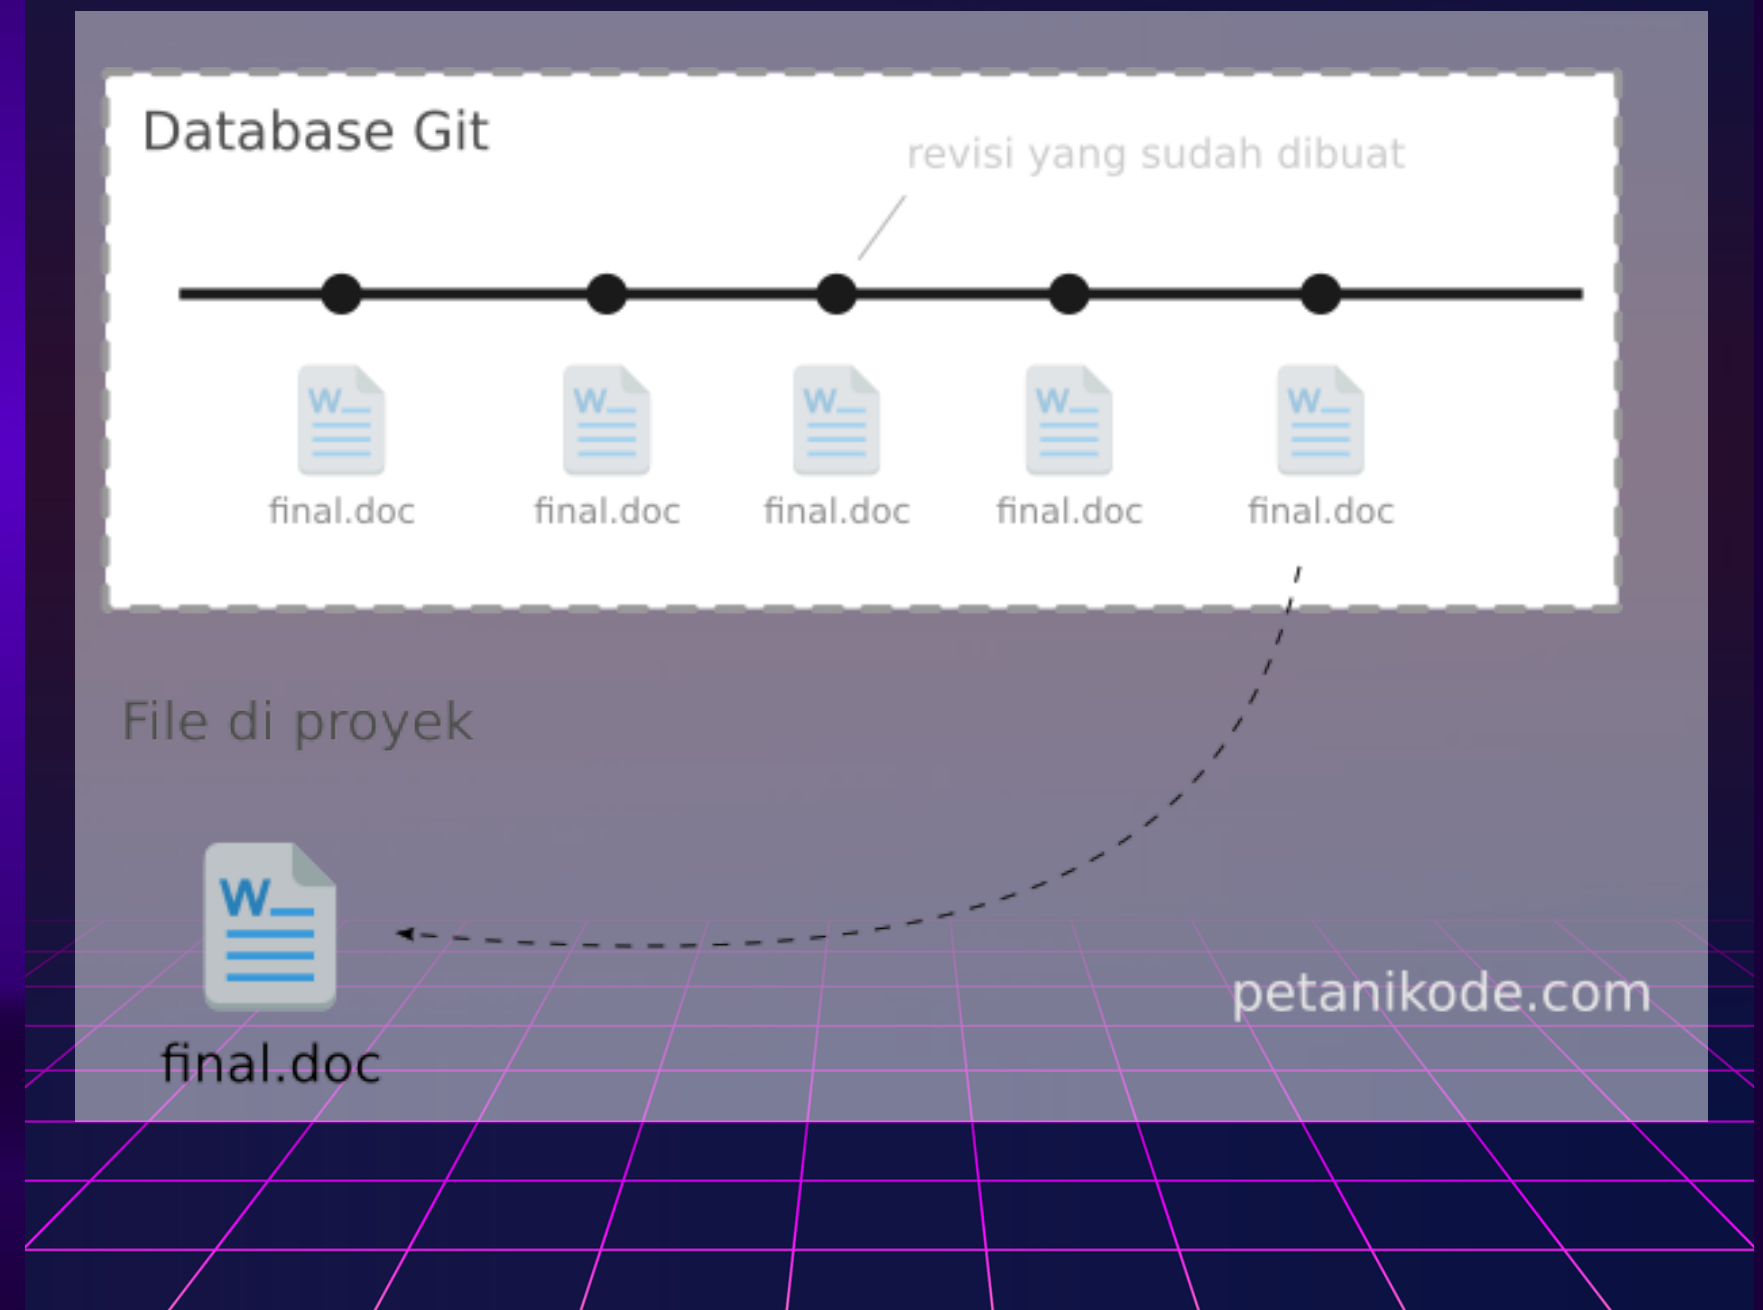 Database Git
revisi yang sudah dibuat
W
W
W
W
W
final.doc
final.doc
final.doc
final.doc
final.doc
File di proyek
W
final.doc
petanikode.com